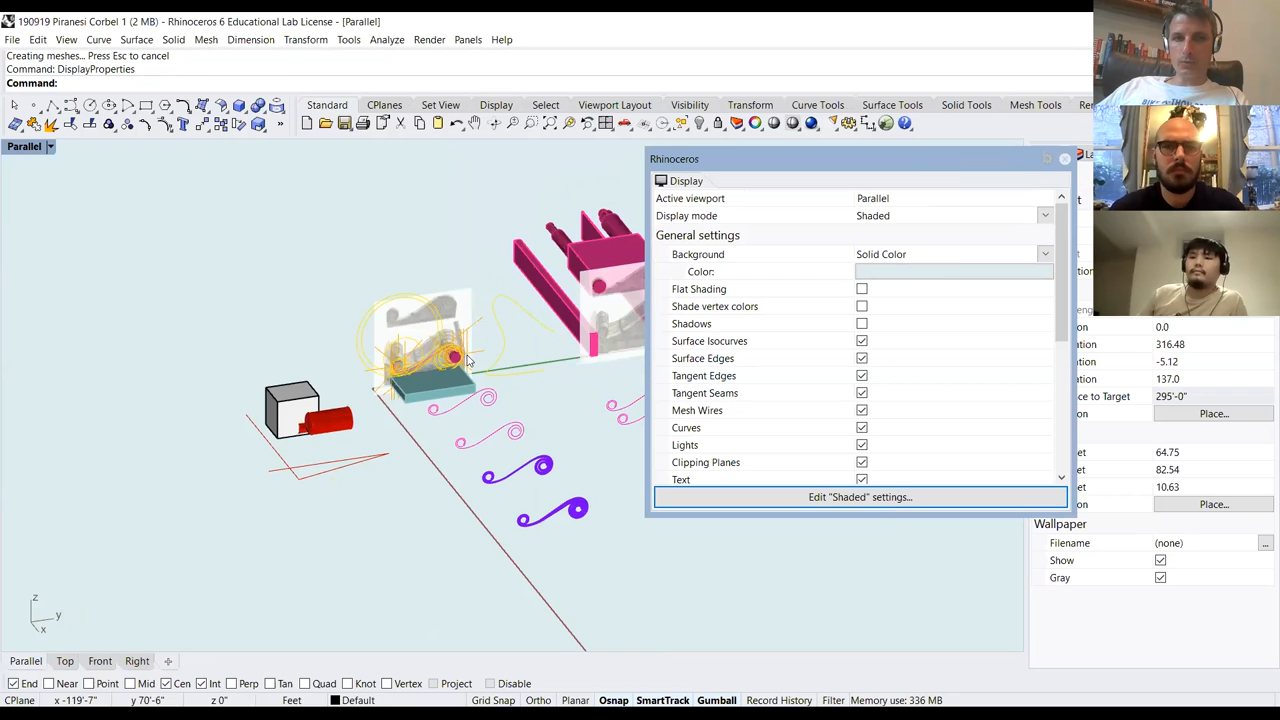 190919 Piranesi Corbel 1 (2 MB) - Rhinoceros 6 Educational Lab License - [Parallel]
File Edit View Curve Surface Solid Mesh Dimension Transform Tools Analyze Render Panels Help
Creating meshes... Press Esc to cancel
Command: DisplayProperties
Command:
Standard CPlanes Set View Display Select Viewport Layout Visibility Transform Curve Tools Surface Tools Solid Tools Mesh Tools
Parallel
Rhinoceros
Display
Active viewport Parallel
Display mode Shaded
General settings
Background Solid Color
Color:
Flat Shading
Shade vertex colors
Shadows
Surface Isocurves
Surface Edges
Tangent Edges
Tangent Seams
Mesh Wires
Curves
Lights
Clipping Planes
Text
Edit "Shaded" settings...
0.0
316.48
-5.12
137.0
295'-0"
Place...
64.75
82.54
10.63
Place...
Wallpaper
Filename (none) ...
Show
Gray
z
y
x
Parallel Top Front Right
End Near Point Mid Cen Int Perp Tan Quad Knot Vertex Project Disable
CPlane x -119'-7" y 70'-6" z 0" Feet Default Grid Snap Ortho Planar Osnap SmartTrack Gumball Record History Filter Memory use: 336 MB